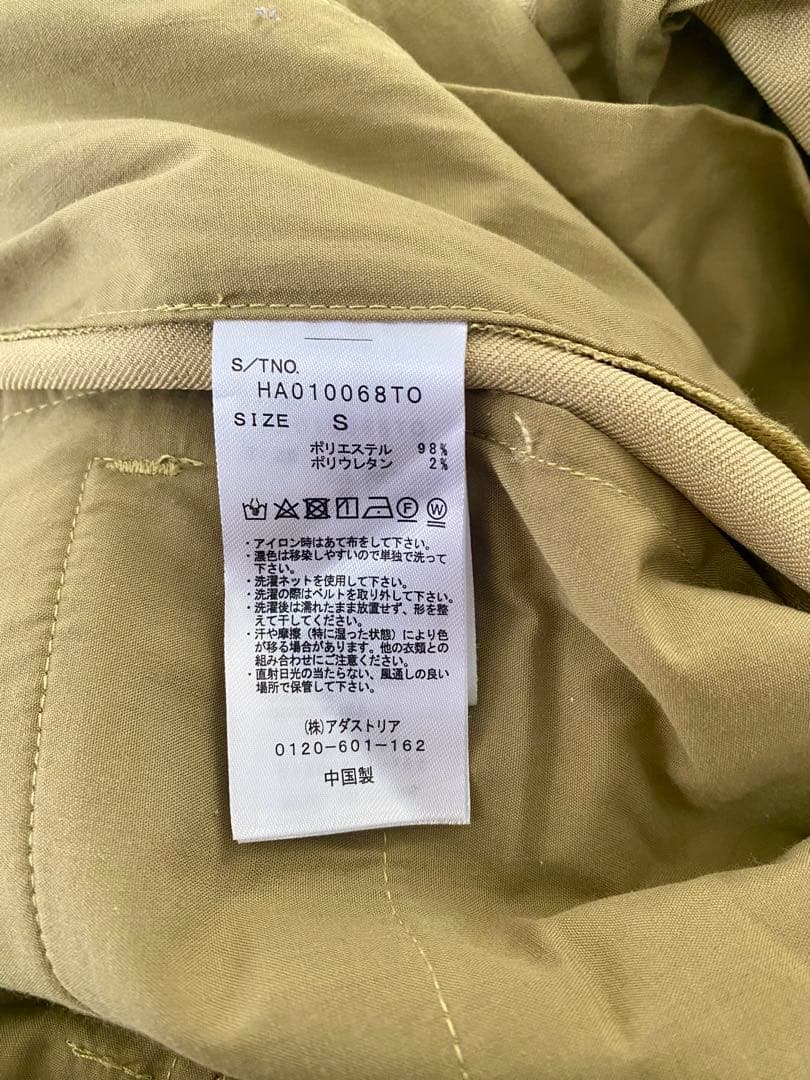 S/TNO.
HA010068TO
SIZE S
ポリエステル 98%
ポリウレタン 2%
F W
・アイロン時はあて布をして下さい。
・濃色は移染しやすいので単独で洗って
下さい。
・洗濯ネットを使用して下さい。
・洗濯の際はベルトを取り外して下さい。
・洗濯後は濡れたまま放置せず、形を整
えて干してください。
・汗や摩擦（特に湿った状態）により色
が移る場合があります。他の衣類との
組み合わせにご注意ください。
・直射日光の当たらない、風通しの良い
場所で保管して下さい。
(株)アダストリア
0120-601-162
中国製